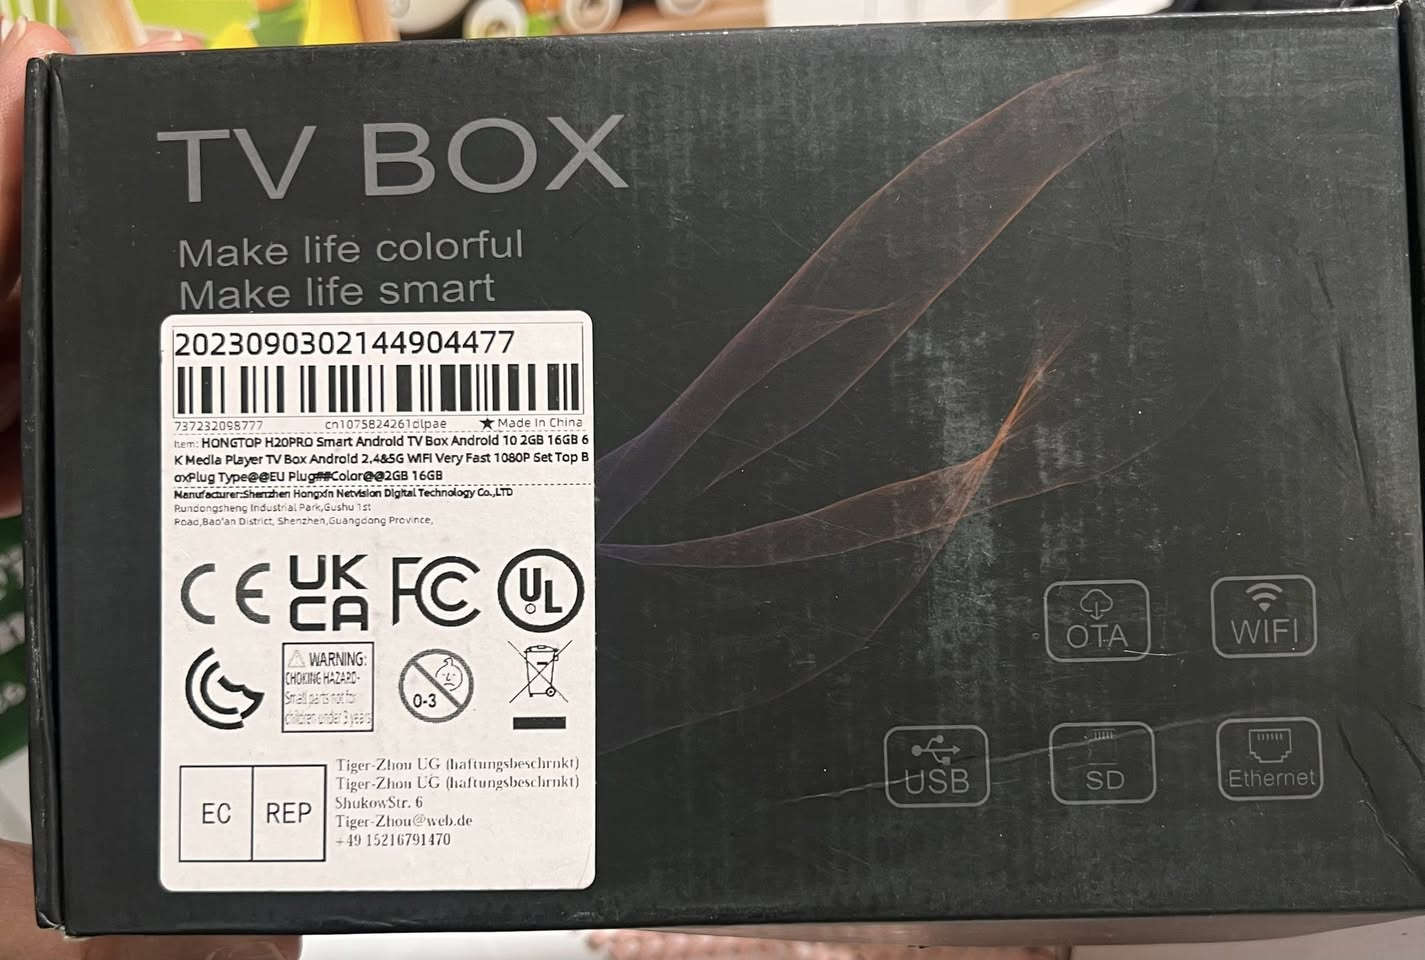 TV BOX
Make life colorful
Make life smart
2023090302144904477
737232098777 cn1075824261dlpae ★ Made In China
Item: HONGTOP H20PRO Smart Android TV Box Android 10 2GB 16GB 6
K Media Player TV Box Android 2,4&5G WIFI Very Fast 1080P Set Top B
oxPlug Type@@EU Plug##Color@@2GB 16GB
Manufacturer:Shenzhen Hongxin Netvision Digital Technology Co.,LTD
Rundongsheng Industrial Park,Gushu 1st
Road,Bao'an District, Shenzhen,Guangdong Province,
CE UK CA FC UL
WARNING:
CHOKING HAZARD-
Small parts not for
children under 3 years
0-3
EC REP
Tiger-Zhou UG (haftungsbeschrnkt)
Tiger-Zhou UG (haftungsbeschrnkt)
ShukowStr. 6
Tiger-Zhou@web.de
+49 15216791470
OTA WIFI
USB SD Ethernet